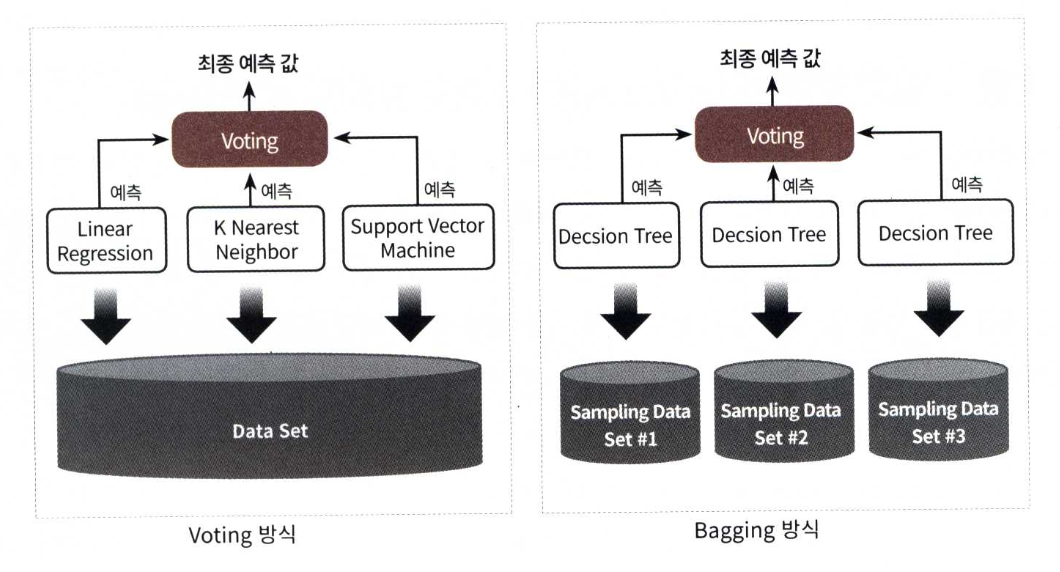 최종 예측 값
Voting
예측
예측
예측
Linear
Regression
K Nearest
Neighbor
Support Vector
Machine
Data Set
Voting 방식
최종 예측 값
Voting
예측
예측
예측
Decsion Tree
Decsion Tree
Decsion Tree
Sampling Data
Set #1
Sampling Data
Set #2
Sampling Data
Set #3
Bagging 방식